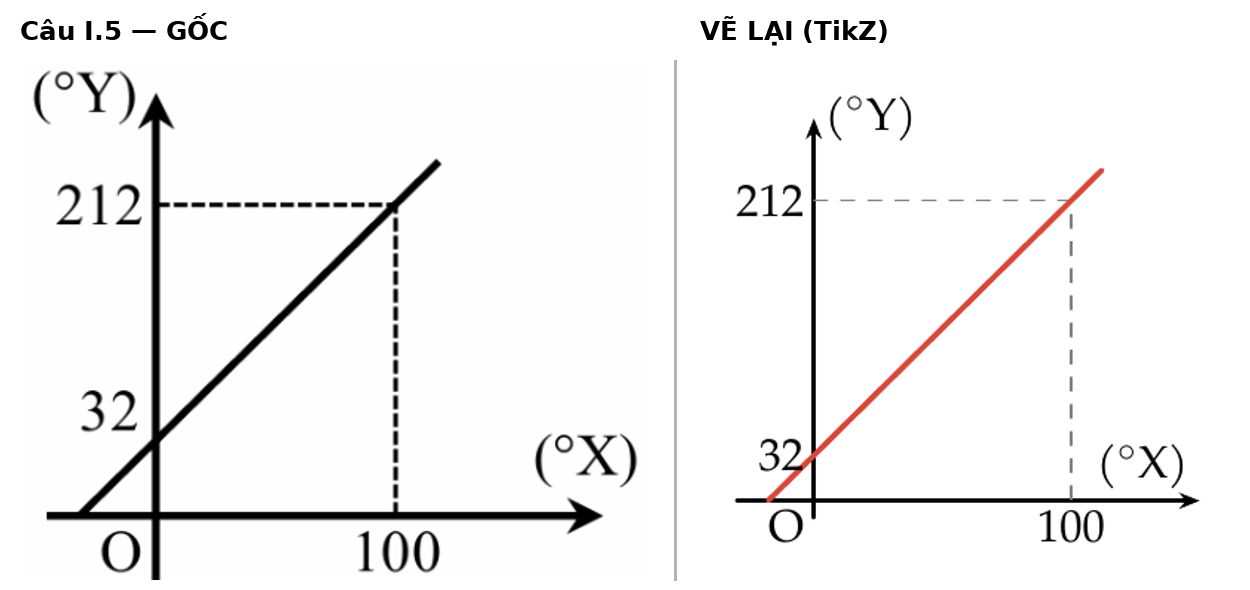 Câu I.5 — GỐC
(°Y)
212
32
(°X)
O
100
VẼ LẠI (TikZ)
(°Y)
212
32
(°X)
O
100